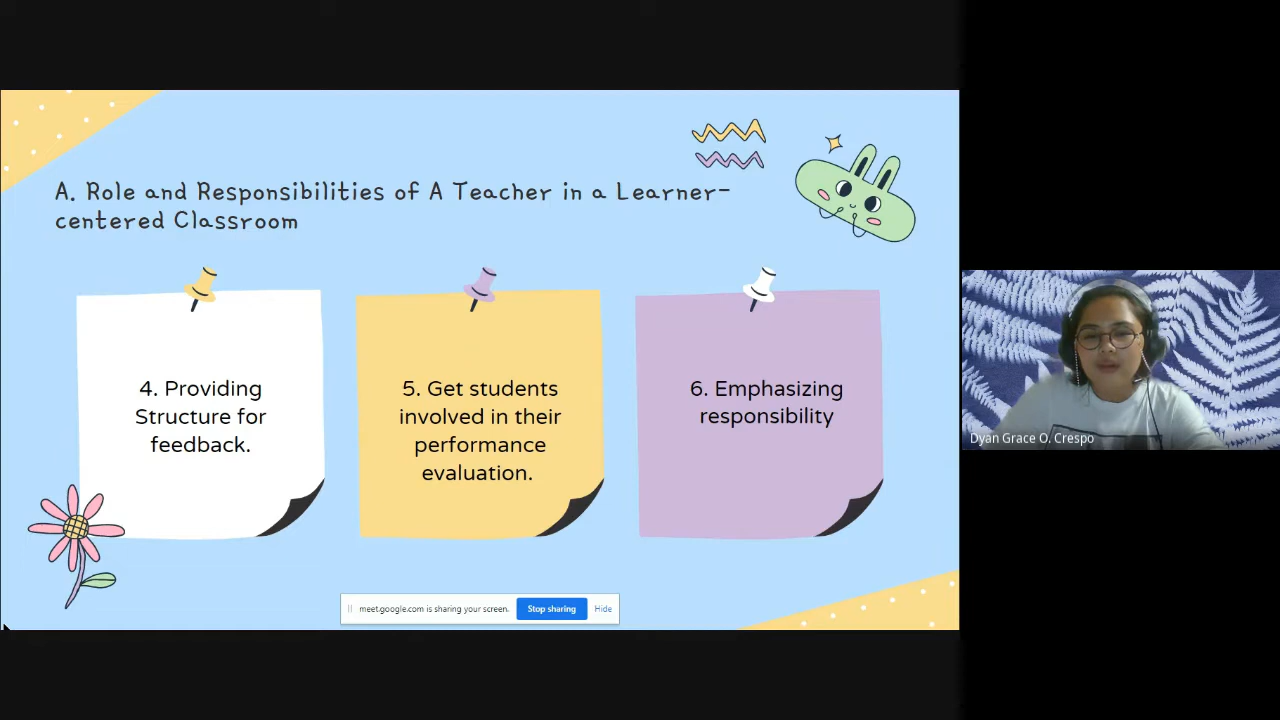 A. Role and Responsibilities of A Teacher in a Learner-
centered Classroom
4. Providing
Structure for
feedback.
5. Get students
involved in their
performance
evaluation.
6. Emphasizing
responsibility
Dyan Grace O. Crespo
meet.google.com is sharing your screen.
Stop sharing
Hide